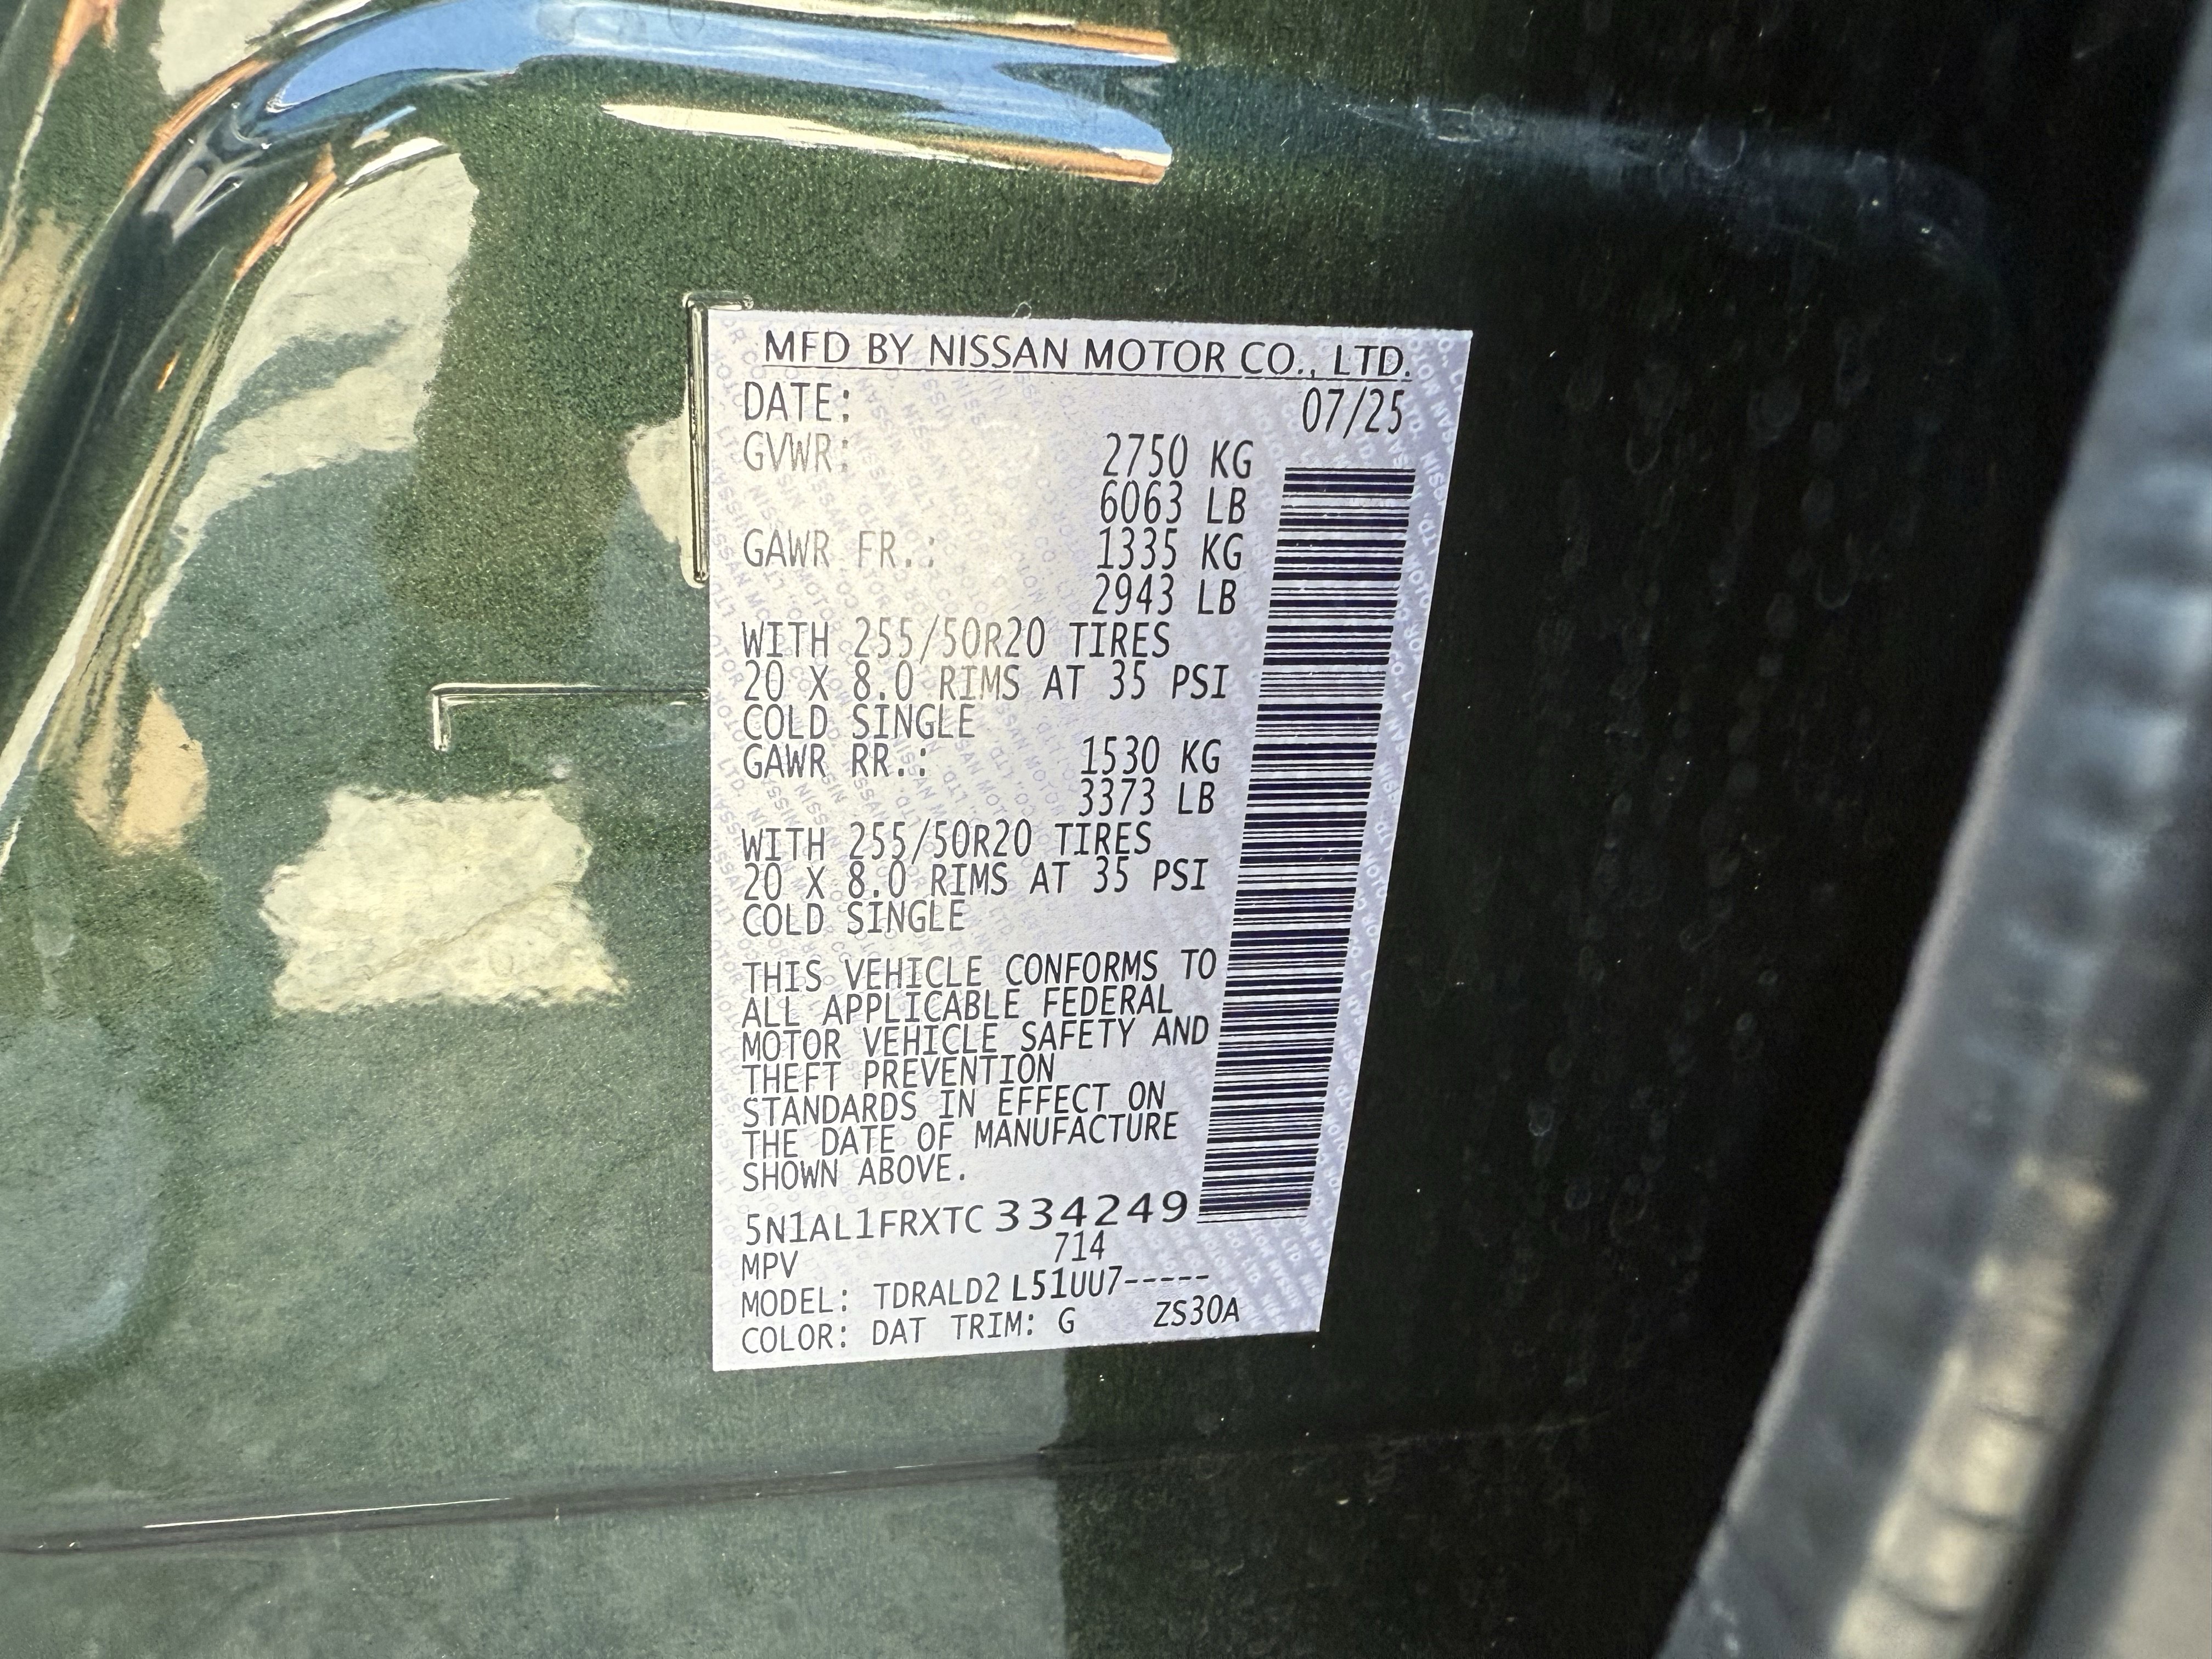 MFD BY NISSAN MOTOR CO., LTD.
DATE: 07/25
GVWR: 2750 KG
6063 LB
GAWR FR.: 1335 KG
2943 LB
WITH 255/50R20 TIRES
20 X 8.0 RIMS AT 35 PSI
COLD SINGLE
GAWR RR.: 1530 KG
3373 LB
WITH 255/50R20 TIRES
20 X 8.0 RIMS AT 35 PSI
COLD SINGLE
THIS VEHICLE CONFORMS TO
ALL APPLICABLE FEDERAL
MOTOR VEHICLE SAFETY AND
THEFT PREVENTION
STANDARDS IN EFFECT ON
THE DATE OF MANUFACTURE
SHOWN ABOVE.
5N1AL1FRXTC 334249
MPV 714
MODEL: TDRALD2 L51UU7-----
COLOR: DAT TRIM: G ZS30A